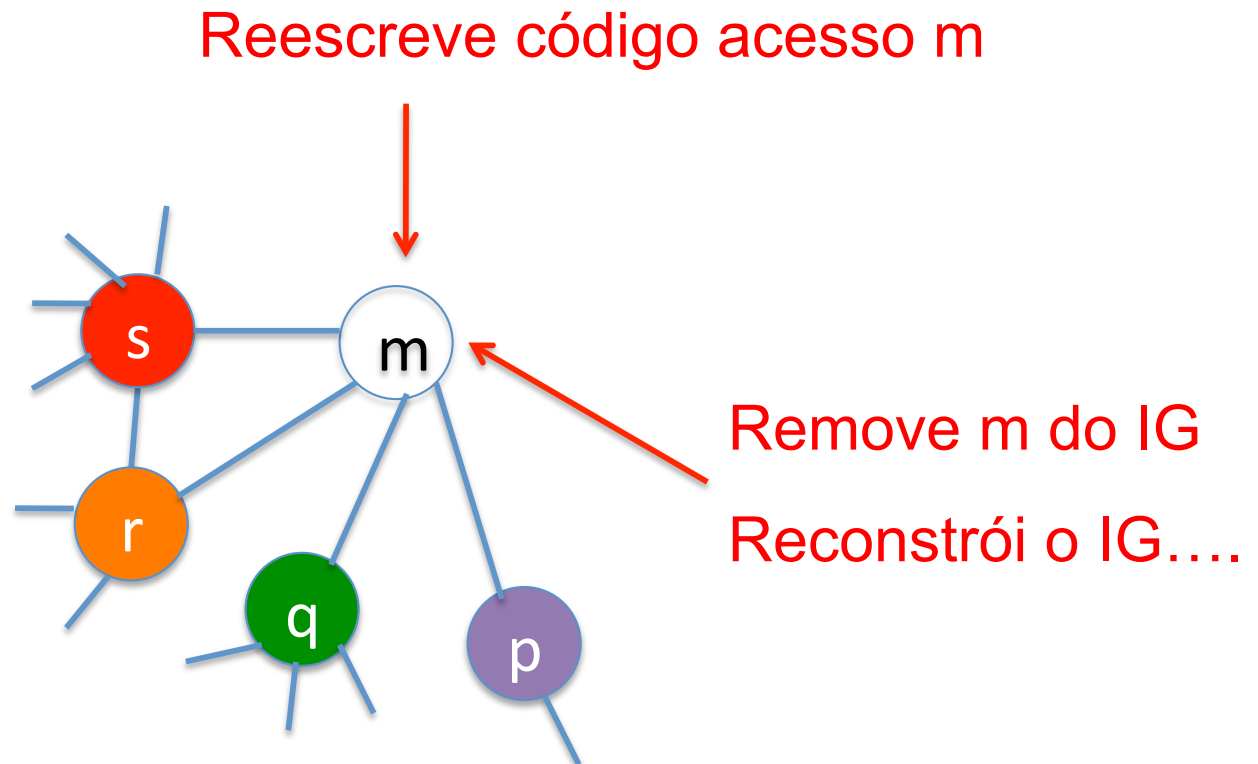 Reescreve código acesso m
s
m
Remove m do IG
r
Reconstrói o IG….
q
p